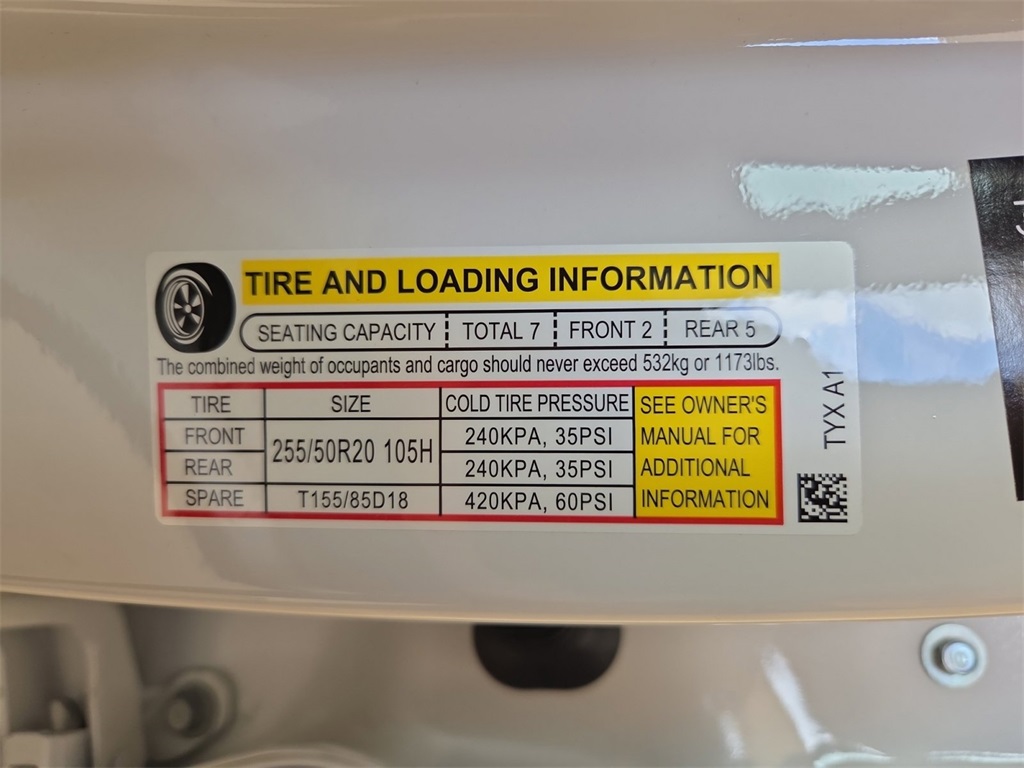 TIRE AND LOADING INFORMATION
SEATING CAPACITY TOTAL 7 FRONT 2 REAR 5
The combined weight of occupants and cargo should never exceed 532kg or 1173lbs.
TIRE SIZE COLD TIRE PRESSURE
FRONT 255/50R20 105H 240KPA, 35PSI
REAR 240KPA, 35PSI
SPARE T155/85D18 420KPA, 60PSI
SEE OWNER'S
MANUAL FOR
ADDITIONAL
INFORMATION
TYX A1